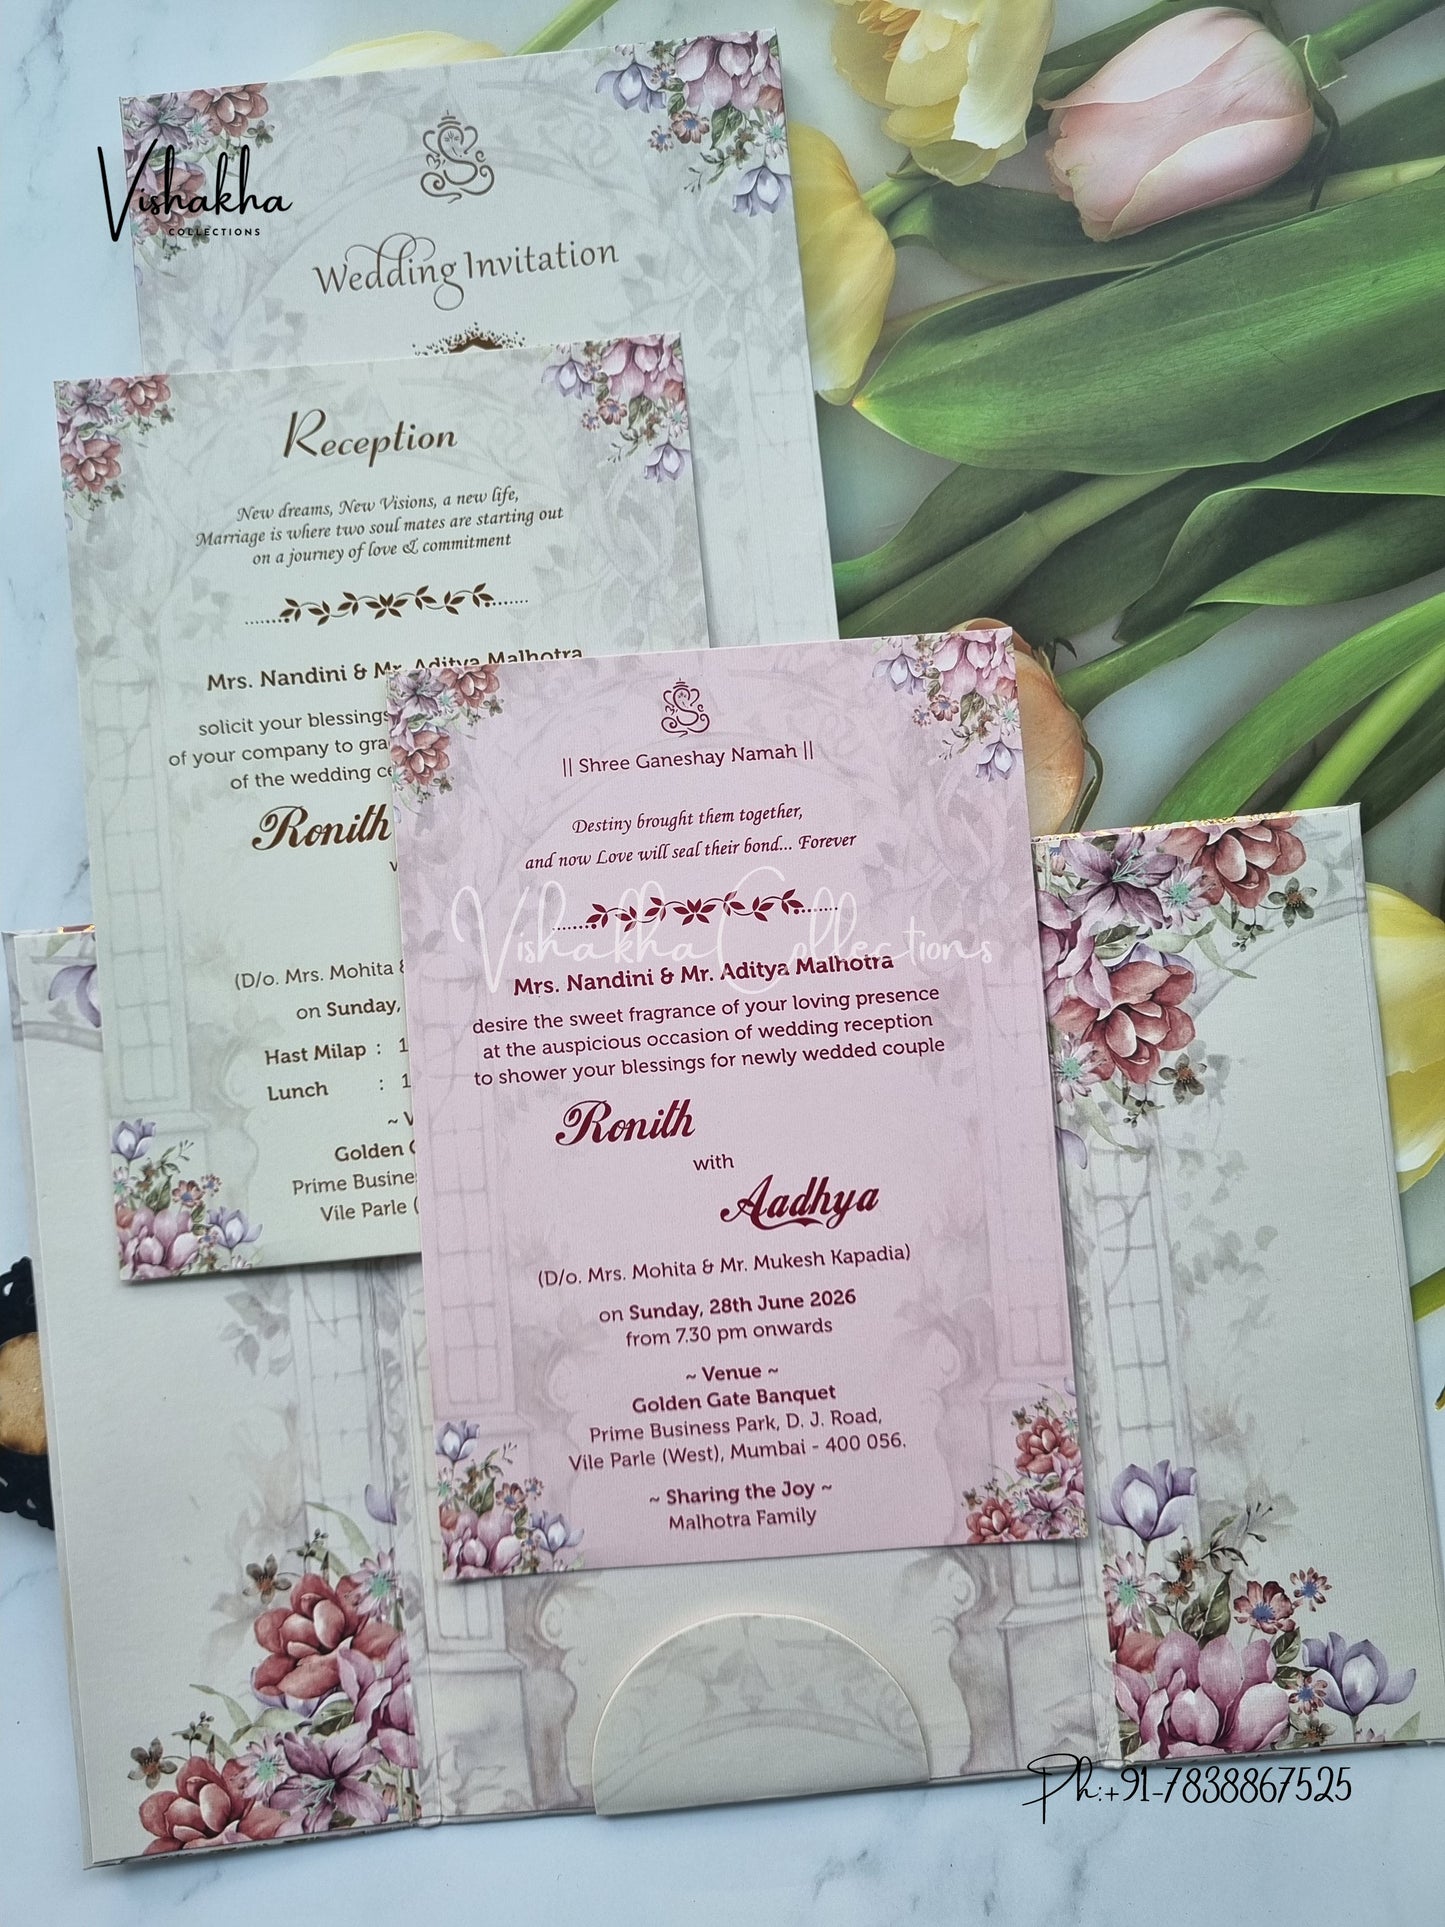 Vishakha
COLLECTIONS
Wedding Invitation
Reception
New dreams, New Visions, a new life,
Marriage is where two soul mates are starting out
on a journey of love & commitment
Mrs. Nandini & Mr. Aditya Malhotra
solicit your blessings
of your company to
of the wedding
Ronith
(D/o. Mrs. Mohita &
on Sunday,
Hast Milap :
Lunch :
~
Golden
Prime
Vile Parle (
|| Shree Ganeshay Namah ||
Destiny brought them together,
and now Love will seal their bond... Forever
Vishakha Collections
Mrs. Nandini & Mr. Aditya Malhotra
desire the sweet fragrance of your loving presence
at the auspicious occasion of wedding reception
to shower your blessings for newly wedded couple
Ronith
with
Aadhya
(D/o. Mrs. Mohita & Mr. Mukesh Kapadia)
on Sunday, 28th June 2026
from 7.30 pm onwards
~ Venue ~
Golden Gate Banquet
Prime Business Park, D. J. Road,
Vile Parle (West), Mumbai - 400 056.
~ Sharing the Joy ~
Malhotra Family
Ph:+91-7838867525